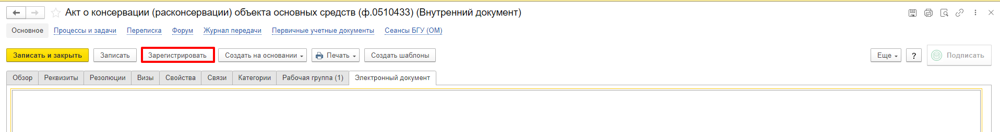 Акт о консервации (расконсервации) объекта основных средств (ф.0510433) (Внутренний документ)
Основное Процессы и задачи Переписка Форум Журнал передачи Первичные учетные документы Сеансы БГУ (ОМ)
Записать и закрыть Записать Зарегистрировать Создать на основании Печать Создать шаблоны Еще ? Подписать
Обзор Реквизиты Резолюции Визы Свойства Связи Категории Рабочая группа (1) Электронный документ